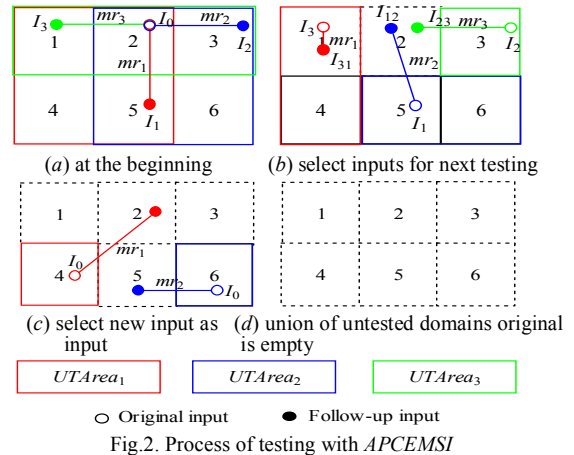 I3 mr3 I0 mr2 I2
1 2 3
mr1
4 5 6
I1
(a) at the beginning
I3 I12 I23 mr3 I2
1 mr1 2 3
I31 mr2
4 5 6
I1
(b) select inputs for next testing
1 2 3
I0 mr1
4 5 mr2 6 I0
(c) select new input as input
1 2 3
4 5 6
(d) union of untested domains original is empty
UTArea1 UTArea2 UTArea3
Original input Follow-up input
Fig.2. Process of testing with APCEMSI